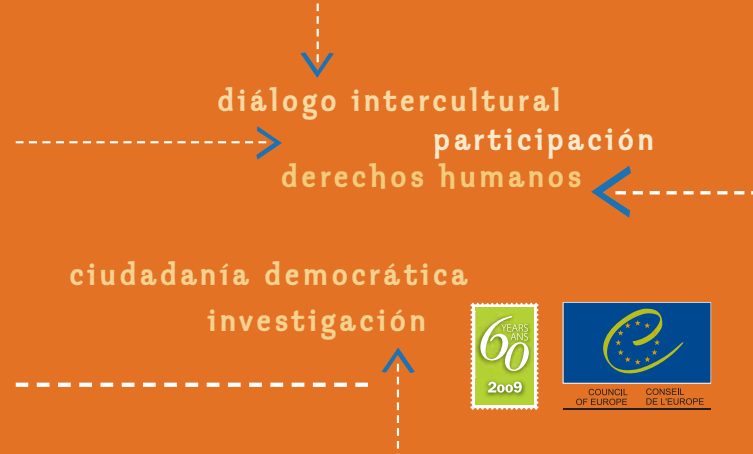 diálogo intercultural
participación
derechos humanos
ciudadanía democrática
investigación
60 YEARS
ANS
2009
COUNCIL OF EUROPE
CONSEIL DE L'EUROPE